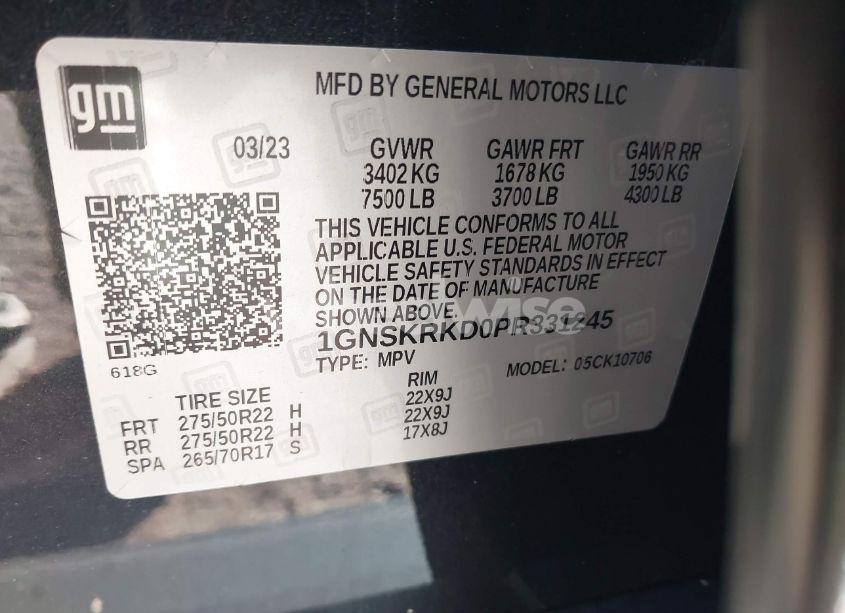 gm
MFD BY GENERAL MOTORS LLC
03/23 GVWR GAWR FRT GAWR RR
3402 KG 1678 KG 1950 KG
7500 LB 3700 LB 4300 LB
THIS VEHICLE CONFORMS TO ALL
APPLICABLE U.S. FEDERAL MOTOR
VEHICLE SAFETY STANDARDS IN EFFECT
ON THE DATE OF MANUFACTURE
SHOWN ABOVE.
1GNSKRKD0PR331245
TYPE: MPV MODEL: 05CK10706
618G
TIRE SIZE RIM
FRT 275/50R22 H 22X9J
RR 275/50R22 H 22X9J
SPA 265/70R17 S 17X8J